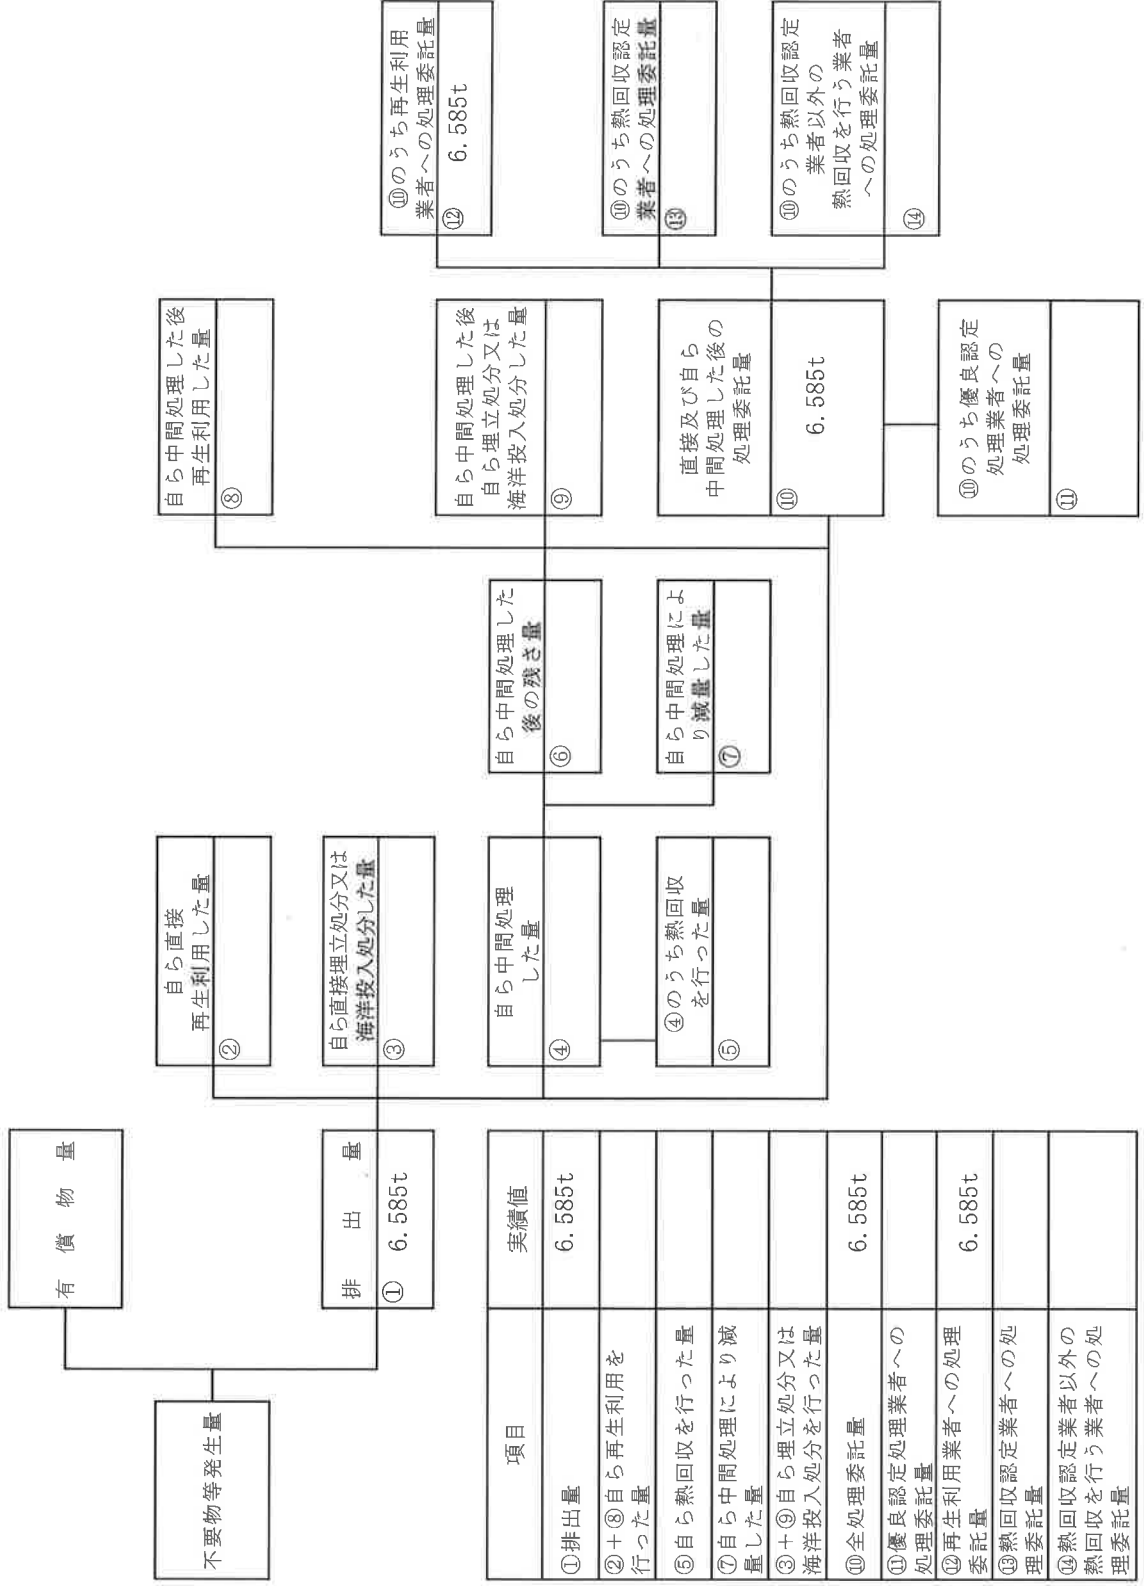 不要物等発生量
有償物量
排出量
① 6.585t
自ら直接
再生利用した量
②
自ら直接埋立処分又は
海洋投入処分した量
③
自ら中間処理
した量
④
④のうち熱回収
を行った量
⑤
自ら中間処理した
後の残さ量
⑥
自ら中間処理によ
り減量した量
⑦
自ら中間処理した後
再生利用した量
⑧
自ら中間処理した後
自ら埋立処分又は
海洋投入処分した量
⑨
直接及び自ら
中間処理した後の
処理委託量
⑩ 6.585t
⑩のうち優良認定
処理業者への
処理委託量
⑪
⑩のうち再生利用
業者への処理委託量
⑫ 6.585t
⑩のうち熱回収認定
業者への処理委託量
⑬
⑩のうち熱回収認定
業者以外の
熱回収を行う業者
への処理委託量
⑭
項目 実績値
①排出量 6.585t
②+⑧自ら再生利用を
行った量
⑤自ら熱回収を行った量
⑦自ら中間処理により減
量した量
③+⑨自ら埋立処分又は
海洋投入処分を行った量
⑩全処理委託量 6.585t
⑪優良認定処理業者への
処理委託量
⑫再生利用業者への処理
委託量 6.585t
⑬熱回収認定業者への処
理委託量
⑭熱回収認定業者以外の
熱回収を行う業者への処
理委託量